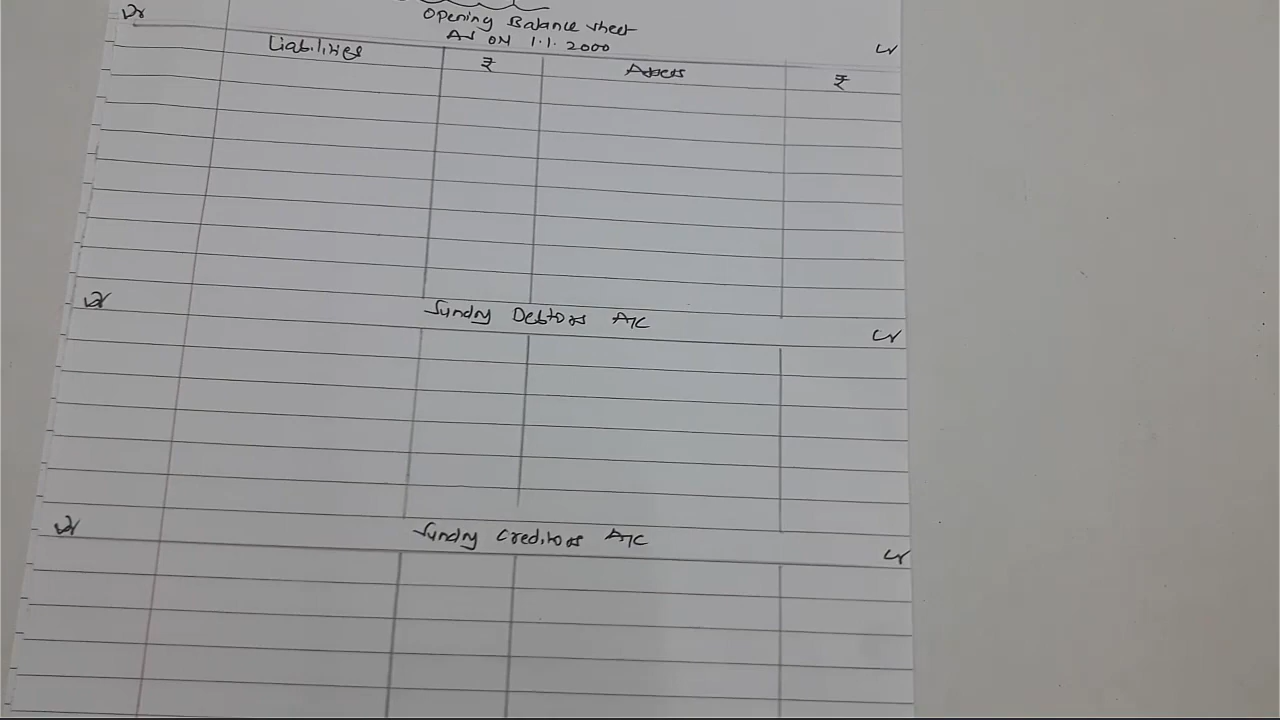 Dr
Opening Balance sheet
As on 1.1.2000
Cr
Liabilities ₹ Assets ₹
Dr Sundry Debtors A/C Cr
Dr Sundry Creditors A/C Cr